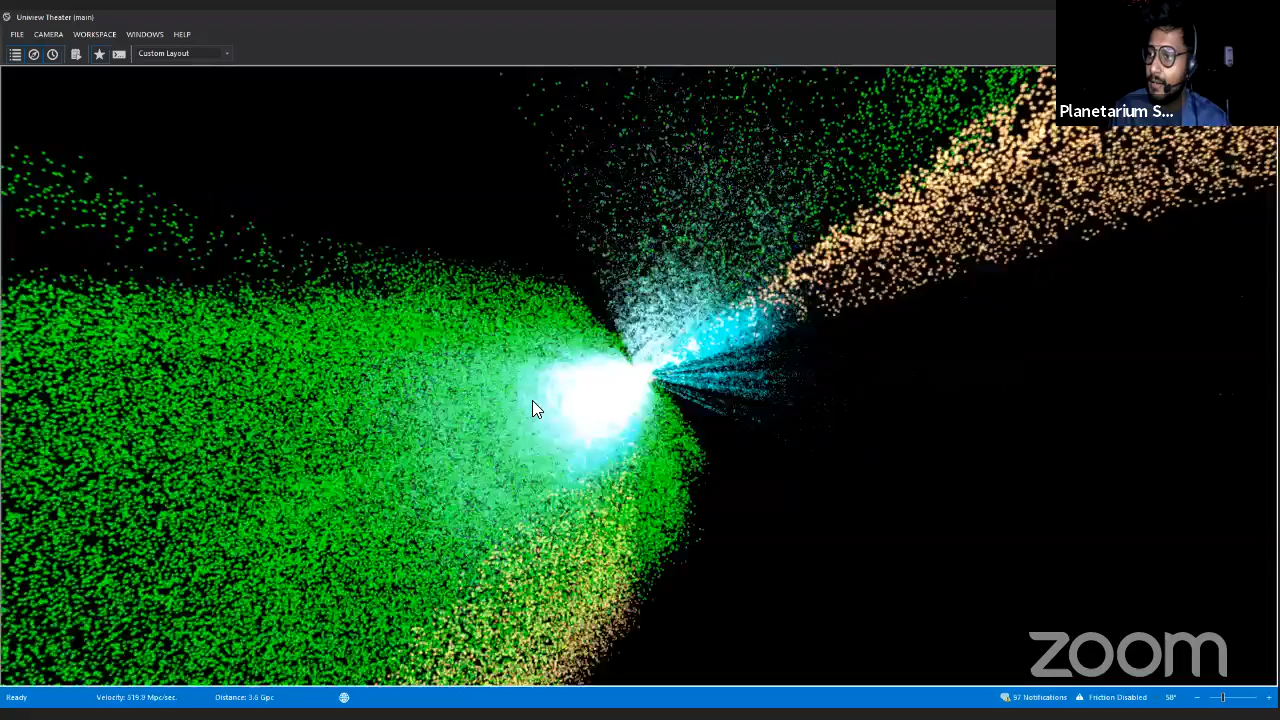 Uniview Theater (main)
FILE CAMERA WORKSPACE WINDOWS HELP
Custom Layout
Planetarium S...
zoom
Ready Velocity: 519.9 Mpc/sec. Distance: 3.6 Gpc 97 Notifications Friction Disabled 58° − +